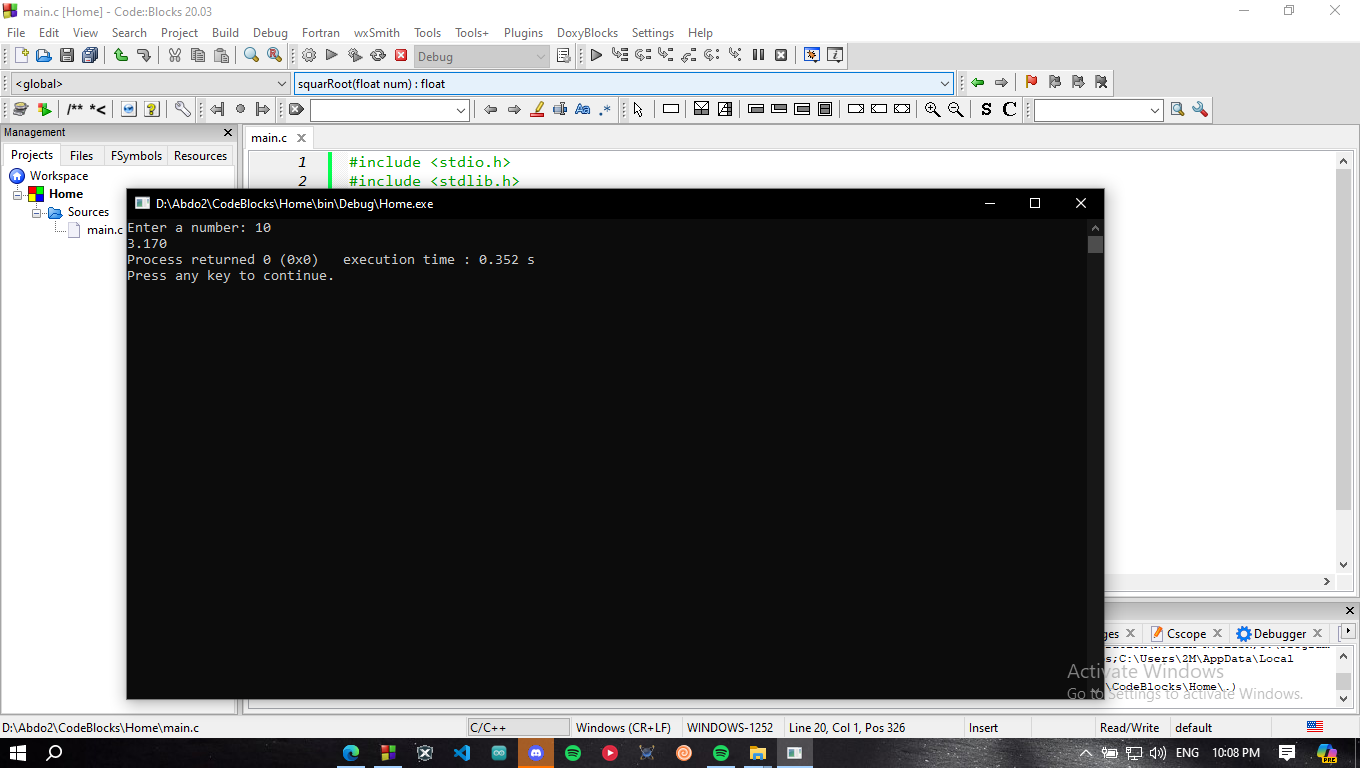 main.c [Home] - Code::Blocks 20.03
File Edit View Search Project Build Debug Fortran wxSmith Tools Tools+ Plugins DoxyBlocks Settings Help
Debug
<global> squarRoot(float num) : float
/** *< Aa .* S C
Management
main.c
Projects Files FSymbols Resources
Workspace
Home
Sources
main.c
1 #include <stdio.h>
2 #include <stdlib.h>
D:\Abdo2\CodeBlocks\Home\bin\Debug\Home.exe
Enter a number: 10
3.170
Process returned 0 (0x0) execution time : 0.352 s
Press any key to continue.
Cscope Debugger
s;C:\Users\2M\AppData\Local
\CodeBlocks\Home\.)
Activate Windows
Go to Settings to activate Windows.
D:\Abdo2\CodeBlocks\Home\main.c C/C++ Windows (CR+LF) WINDOWS-1252 Line 20, Col 1, Pos 326 Insert Read/Write default
ENG 10:08 PM
PRE